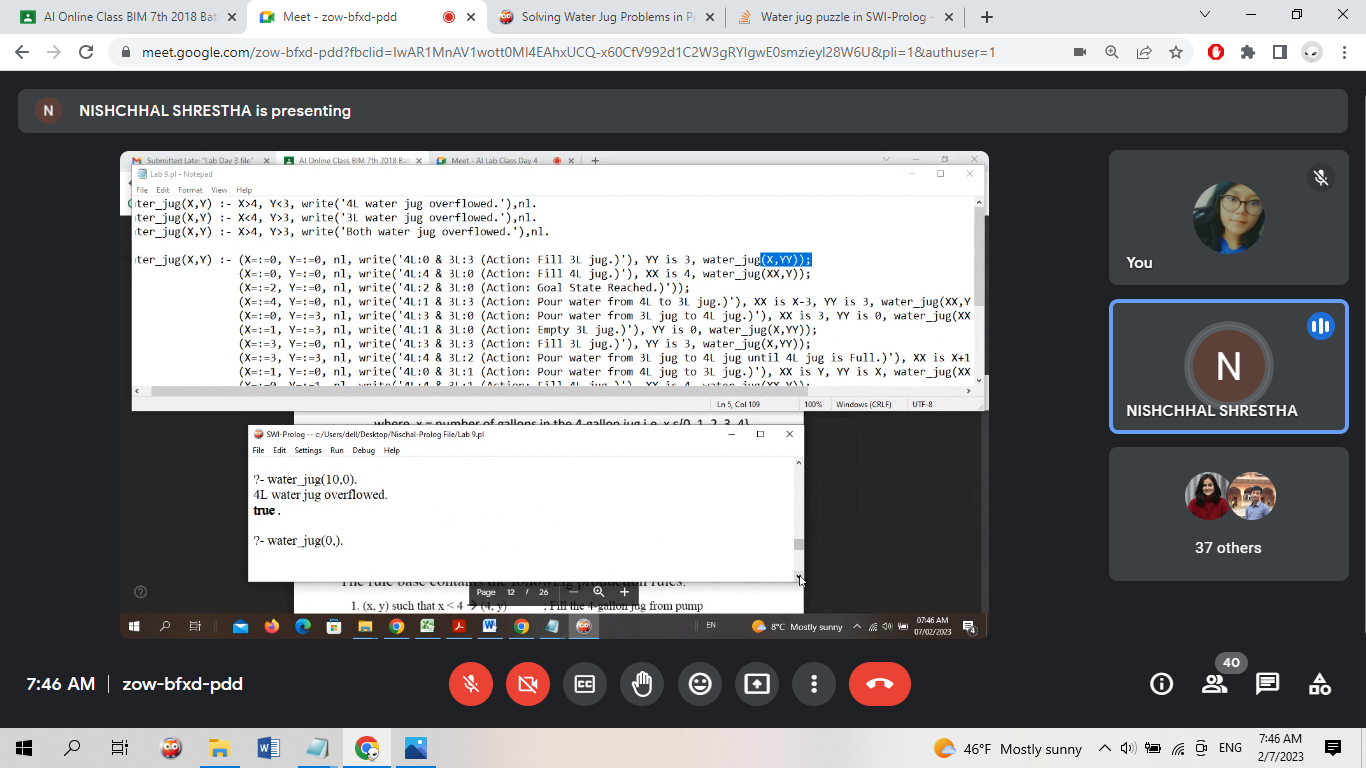 AI Online Class BIM 7th 2018 Bat
Meet - zow-bfxd-pdd
Solving Water Jug Problems in Pr
Water jug puzzle in SWI-Prolog -
meet.google.com/zow-bfxd-pdd?fbclid=IwAR1MnAV1wott0MI4EAhxUCQ-x60CfV992d1C2W3gRYIgwE0smzieyl28W6U&pli=1&authuser=1
N NISHCHHAL SHRESTHA is presenting
Submitted Late: "Lab Day 3 file"
AI Online Class BIM 7th 2018 Bat
Meet - AI Lab Class Day 4
Lab 9.pl - Notepad
File Edit Format View Help
ter_jug(X,Y) :- X>4, Y<3, write('4L water jug overflowed.'),nl.
ter_jug(X,Y) :- X<4, Y>3, write('3L water jug overflowed.'),nl.
ter_jug(X,Y) :- X>4, Y>3, write('Both water jug overflowed.'),nl.
ter_jug(X,Y) :- (X=:=0, Y=:=0, nl, write('4L:0 & 3L:3 (Action: Fill 3L jug.)'), YY is 3, water_jug(X,YY));
(X=:=0, Y=:=0, nl, write('4L:4 & 3L:0 (Action: Fill 4L jug.)'), XX is 4, water_jug(XX,Y));
(X=:=2, Y=:=0, nl, write('4L:2 & 3L:0 (Action: Goal State Reached.)'));
(X=:=4, Y=:=0, nl, write('4L:1 & 3L:3 (Action: Pour water from 4L to 3L jug.)'), XX is X-3, YY is 3, water_jug(XX,Y
(X=:=0, Y=:=3, nl, write('4L:3 & 3L:0 (Action: Pour water from 3L jug to 4L jug.)'), XX is 3, YY is 0, water_jug(XX
(X=:=1, Y=:=3, nl, write('4L:1 & 3L:0 (Action: Empty 3L jug.)'), YY is 0, water_jug(X,YY));
(X=:=3, Y=:=0, nl, write('4L:3 & 3L:3 (Action: Fill 3L jug.)'), YY is 3, water_jug(X,YY));
(X=:=3, Y=:=3, nl, write('4L:4 & 3L:2 (Action: Pour water from 3L jug to 4L jug until 4L jug is Full.)'), XX is X+1
(X=:=1, Y=:=0, nl, write('4L:0 & 3L:1 (Action: Pour water from 4L jug to 3L jug.)'), XX is Y, YY is X, water_jug(XX
(X=:=0, Y=:=1, nl, write('4L:4 & 3L:1 (Action: Fill 4L jug.)'), XX is 4, water_jug(XX,Y));
Ln 5, Col 109 100% Windows (CRLF) UTF-8
where x = number of gallons in the 4-gallon jug i.e. x ε{0, 1, 2, 3, 4}
SWI-Prolog -- c:/Users/dell/Desktop/Nischal-Prolog File/Lab 9.pl
File Edit Settings Run Debug Help
?- water_jug(10,0).
4L water jug overflowed.
true .
?- water_jug(0,).
The rule base contains the following production rules:
Page 12 / 26
1. (x, y) such that x < 4 → (4, y) ; Fill the 4-gallon jug from pump
EN
8°C Mostly sunny
07:46 AM
07/02/2023
4
You
N
NISHCHHAL SHRESTHA
37 others
7:46 AM | zow-bfxd-pdd
40
46°F Mostly sunny
ENG
7:46 AM
2/7/2023